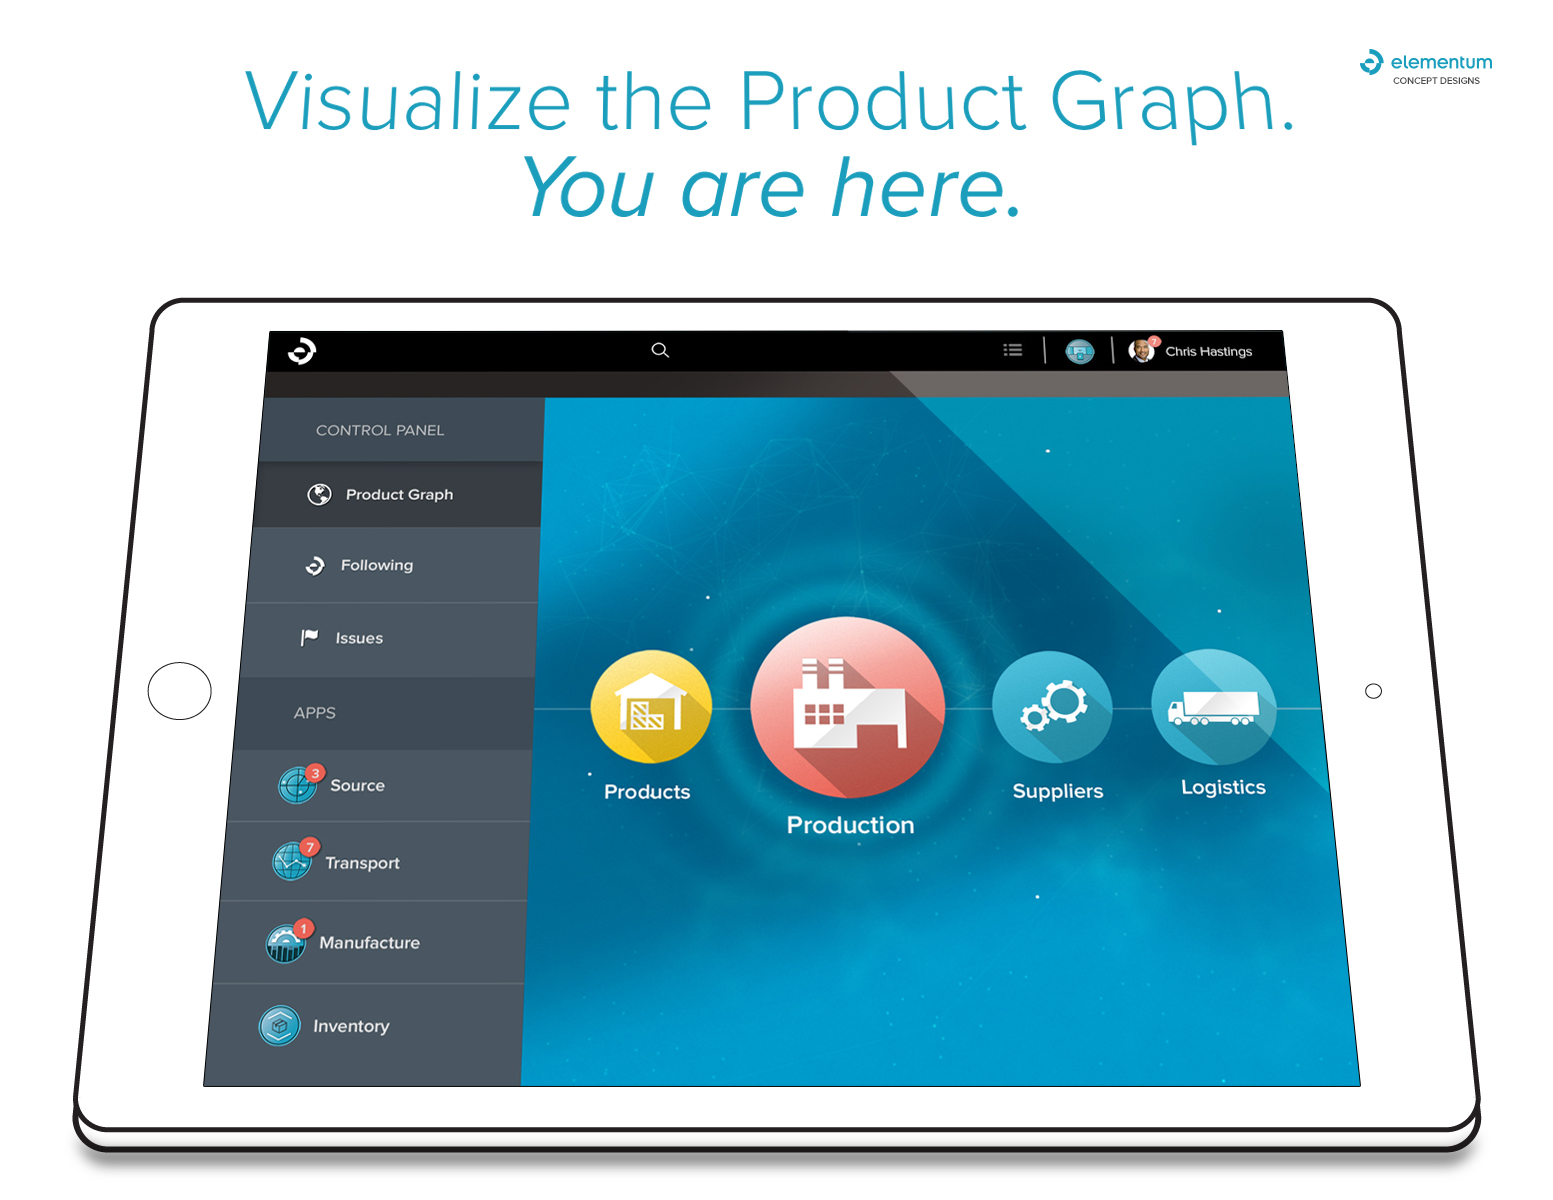 elementum
CONCEPT DESIGNS
Visualize the Product Graph.
You are here.
7
Chris Hastings
CONTROL PANEL
Product Graph
Following
Issues
APPS
3
Source
7
Transport
1
Manufacture
Inventory
Products
Production
Suppliers
Logistics